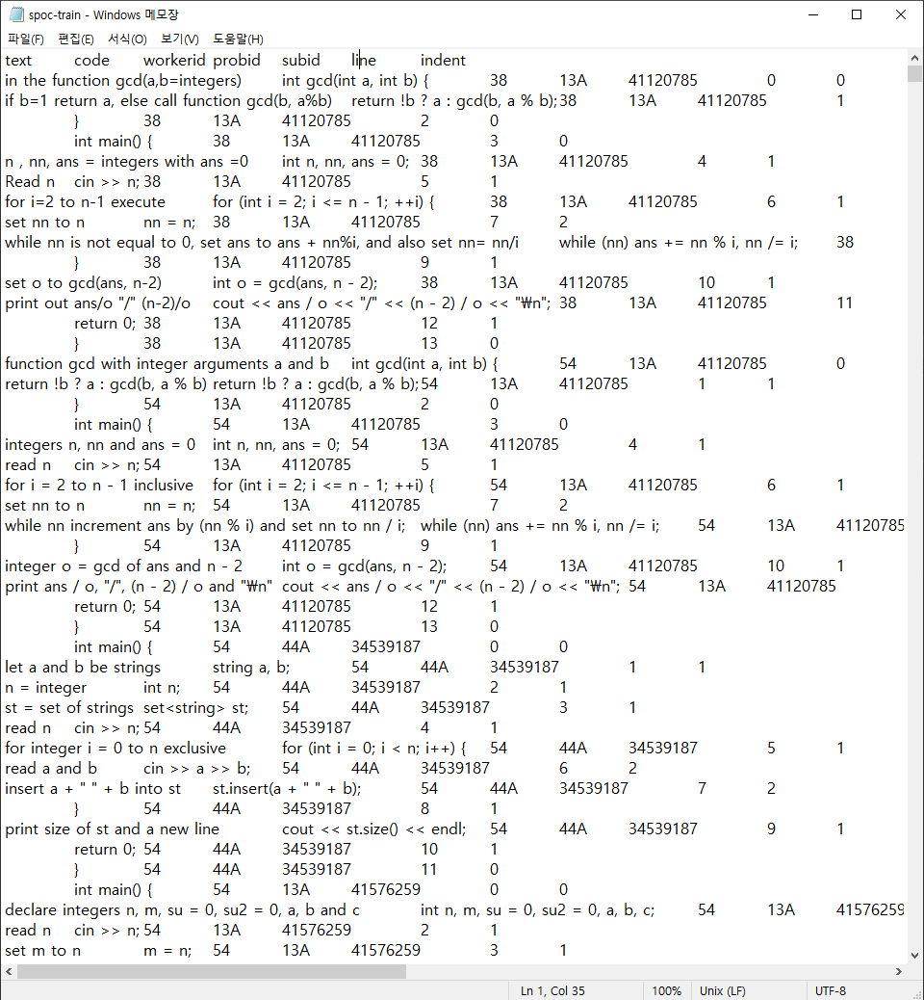 spoc-train - Windows 메모장
파일(F) 편집(E) 서식(O) 보기(V) 도움말(H)
text code workerid probid subid line indent
in the function gcd(a,b=integers) int gcd(int a, int b) { 38 13A 41120785 0 0
if b=1 return a, else call function gcd(b, a%b) return !b ? a : gcd(b, a % b); 38 13A 41120785 1
} 38 13A 41120785 2 0
int main() { 38 13A 41120785 3 0
n , nn, ans = integers with ans =0 int n, nn, ans = 0; 38 13A 41120785 4 1
Read n cin >> n; 38 13A 41120785 5 1
for i=2 to n-1 execute for (int i = 2; i <= n - 1; ++i) { 38 13A 41120785 6 1
set nn to n nn = n; 38 13A 41120785 7 2
while nn is not equal to 0, set ans to ans + nn%i, and also set nn= nn/i while (nn) ans += nn % i, nn /= i; 38
} 38 13A 41120785 9 1
set o to gcd(ans, n-2) int o = gcd(ans, n - 2); 38 13A 41120785 10 1
print out ans/o "/" (n-2)/o cout << ans / o << "/" << (n - 2) / o << "₩n"; 38 13A 41120785 11
return 0; 38 13A 41120785 12 1
} 38 13A 41120785 13 0
function gcd with integer arguments a and b int gcd(int a, int b) { 54 13A 41120785 0
return !b ? a : gcd(b, a % b) return !b ? a : gcd(b, a % b); 54 13A 41120785 1 1
} 54 13A 41120785 2 0
int main() { 54 13A 41120785 3 0
integers n, nn and ans = 0 int n, nn, ans = 0; 54 13A 41120785 4 1
read n cin >> n; 54 13A 41120785 5 1
for i = 2 to n - 1 inclusive for (int i = 2; i <= n - 1; ++i) { 54 13A 41120785 6 1
set nn to n nn = n; 54 13A 41120785 7 2
while nn increment ans by (nn % i) and set nn to nn / i; while (nn) ans += nn % i, nn /= i; 54 13A 41120785
} 54 13A 41120785 9 1
integer o = gcd of ans and n - 2 int o = gcd(ans, n - 2); 54 13A 41120785 10 1
print ans / o, "/", (n - 2) / o and "₩n" cout << ans / o << "/" << (n - 2) / o << "₩n"; 54 13A 41120785
return 0; 54 13A 41120785 12 1
} 54 13A 41120785 13 0
int main() { 54 44A 34539187 0 0
let a and b be strings string a, b; 54 44A 34539187 1 1
n = integer int n; 54 44A 34539187 2 1
st = set of strings set<string> st; 54 44A 34539187 3 1
read n cin >> n; 54 44A 34539187 4 1
for integer i = 0 to n exclusive for (int i = 0; i < n; i++) { 54 44A 34539187 5 1
read a and b cin >> a >> b; 54 44A 34539187 6 2
insert a + " " + b into st st.insert(a + " " + b); 54 44A 34539187 7 2
} 54 44A 34539187 8 1
print size of st and a new line cout << st.size() << endl; 54 44A 34539187 9 1
return 0; 54 44A 34539187 10 1
} 54 44A 34539187 11 0
int main() { 54 13A 41576259 0 0
declare integers n, m, su = 0, su2 = 0, a, b and c int n, m, su = 0, su2 = 0, a, b, c; 54 13A 41576259
read n cin >> n; 54 13A 41576259 2 1
set m to n m = n; 54 13A 41576259 3 1
Ln 1, Col 35 100% Unix (LF) UTF-8